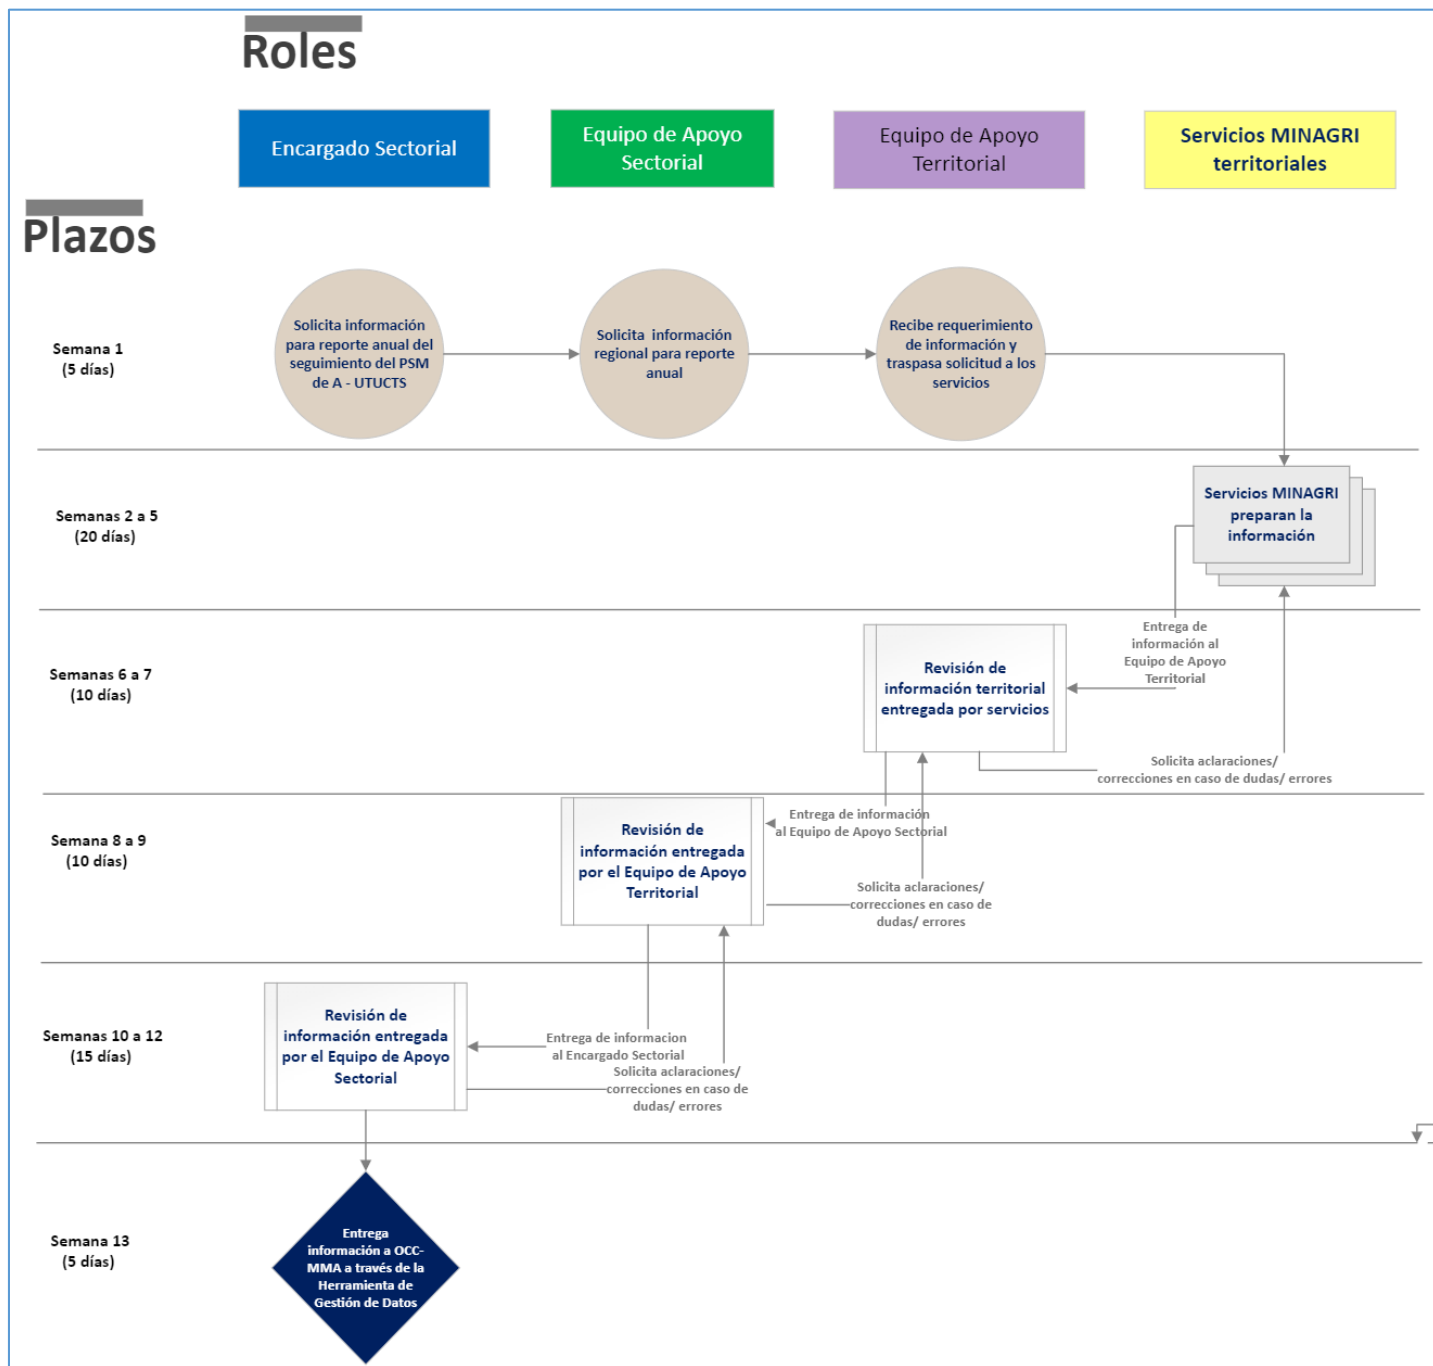 Roles
Encargado Sectorial
Equipo de Apoyo
Sectorial
Equipo de Apoyo
Territorial
Servicios MINAGRI
territoriales
Plazos
Semana 1
(5 días)
Solicita información
para reporte anual del
seguimiento del PSM
de A - UTUCTS
Solicita información
regional para reporte
anual
Recibe requerimiento
de información y
traspasa solicitud a los
servicios
Semanas 2 a 5
(20 días)
Servicios MINAGRI
preparan la
información
Semanas 6 a 7
(10 días)
Revisión de
información territorial
entregada por servicios
Entrega de
información al
Equipo de Apoyo
Territorial
Solicita aclaraciones/
correcciones en caso de dudas/ errores
Semana 8 a 9
(10 días)
Revisión de
información entregada
por el Equipo de Apoyo
Territorial
Entrega de información
al Equipo de Apoyo Sectorial
Solicita aclaraciones/
correcciones en caso de
dudas/ errores
Semanas 10 a 12
(15 días)
Revisión de
información entregada
por el Equipo de Apoyo
Sectorial
Entrega de informacion
al Encargado Sectorial
Solicita aclaraciones/
correcciones en caso de
dudas/ errores
Semana 13
(5 días)
Entrega
información a OCC-
MMA a través de la
Herramienta de
Gestión de Datos